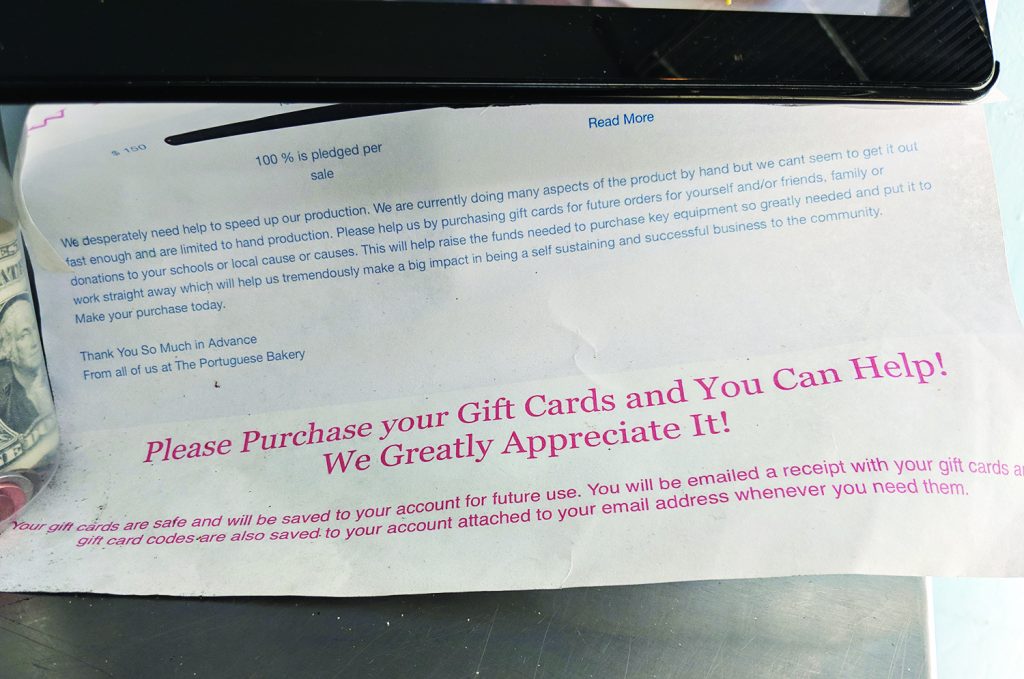 $ 150
100 % is pledged per
sale
Read More
We desperately need help to speed up our production. We are currently doing many aspects of the product by hand but we cant seem to get it out
fast enough and are limited to hand production. Please help us by purchasing gift cards for future orders for yourself and/or friends, family or
donations to your schools or local cause or causes. This will help raise the funds needed to purchase key equipment so greatly needed and put it to
work straight away which will help us tremendously make a big impact in being a self sustaining and successful business to the community.
Make your purchase today.
Thank You So Much in Advance
From all of us at The Portuguese Bakery
Please Purchase your Gift Cards and You Can Help!
We Greatly Appreciate It!
Your gift cards are safe and will be saved to your account for future use. You will be emailed a receipt with your gift cards
gift card codes are also saved to your account attached to your email address whenever you need them.